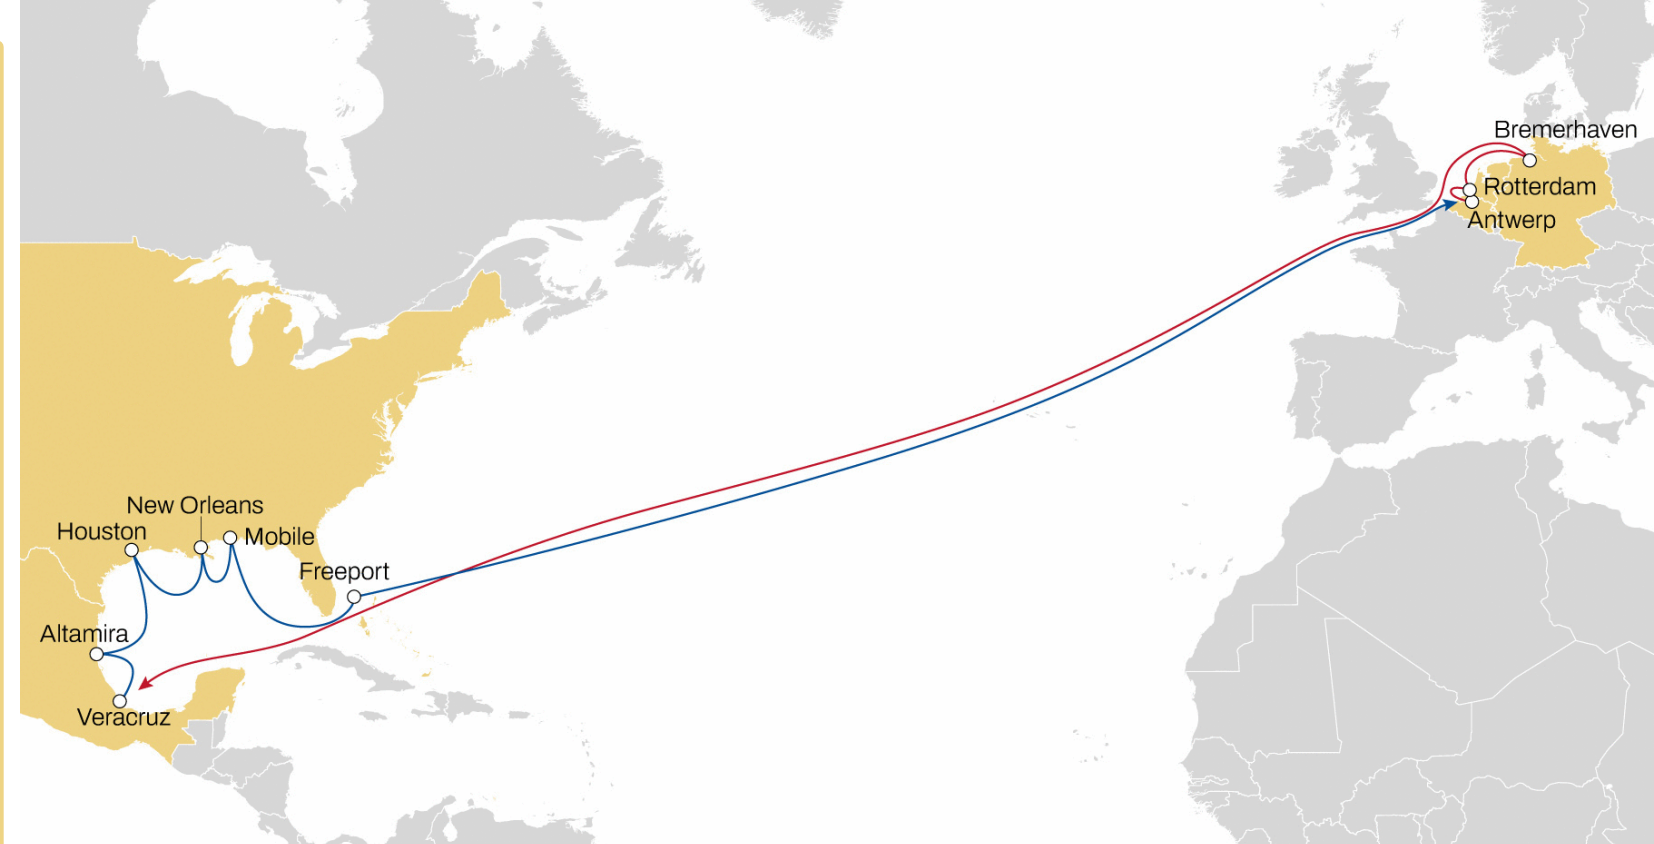 Bremerhaven
Rotterdam
Antwerp
New Orleans
Houston
Mobile
Freeport
Altamira
Veracruz